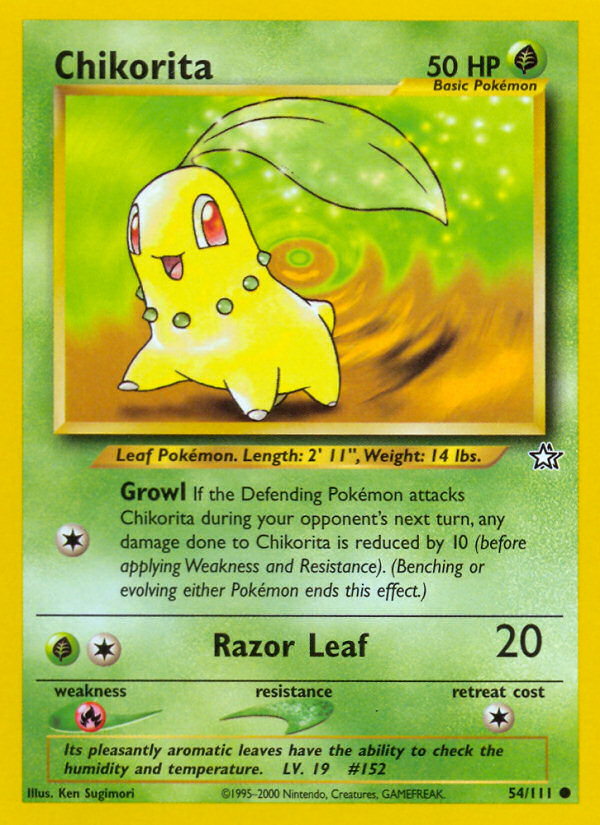 Chikorita
50 HP
Basic Pokémon
Leaf Pokémon. Length: 2' 11", Weight: 14 lbs.
Growl If the Defending Pokémon attacks
Chikorita during your opponent's next turn, any
damage done to Chikorita is reduced by 10 (before
applying Weakness and Resistance). (Benching or
evolving either Pokémon ends this effect.)
Razor Leaf 20
weakness resistance retreat cost
Its pleasantly aromatic leaves have the ability to check the
humidity and temperature. LV. 19 #152
Illus. Ken Sugimori ©1995-2000 Nintendo, Creatures, GAMEFREAK. 54/111